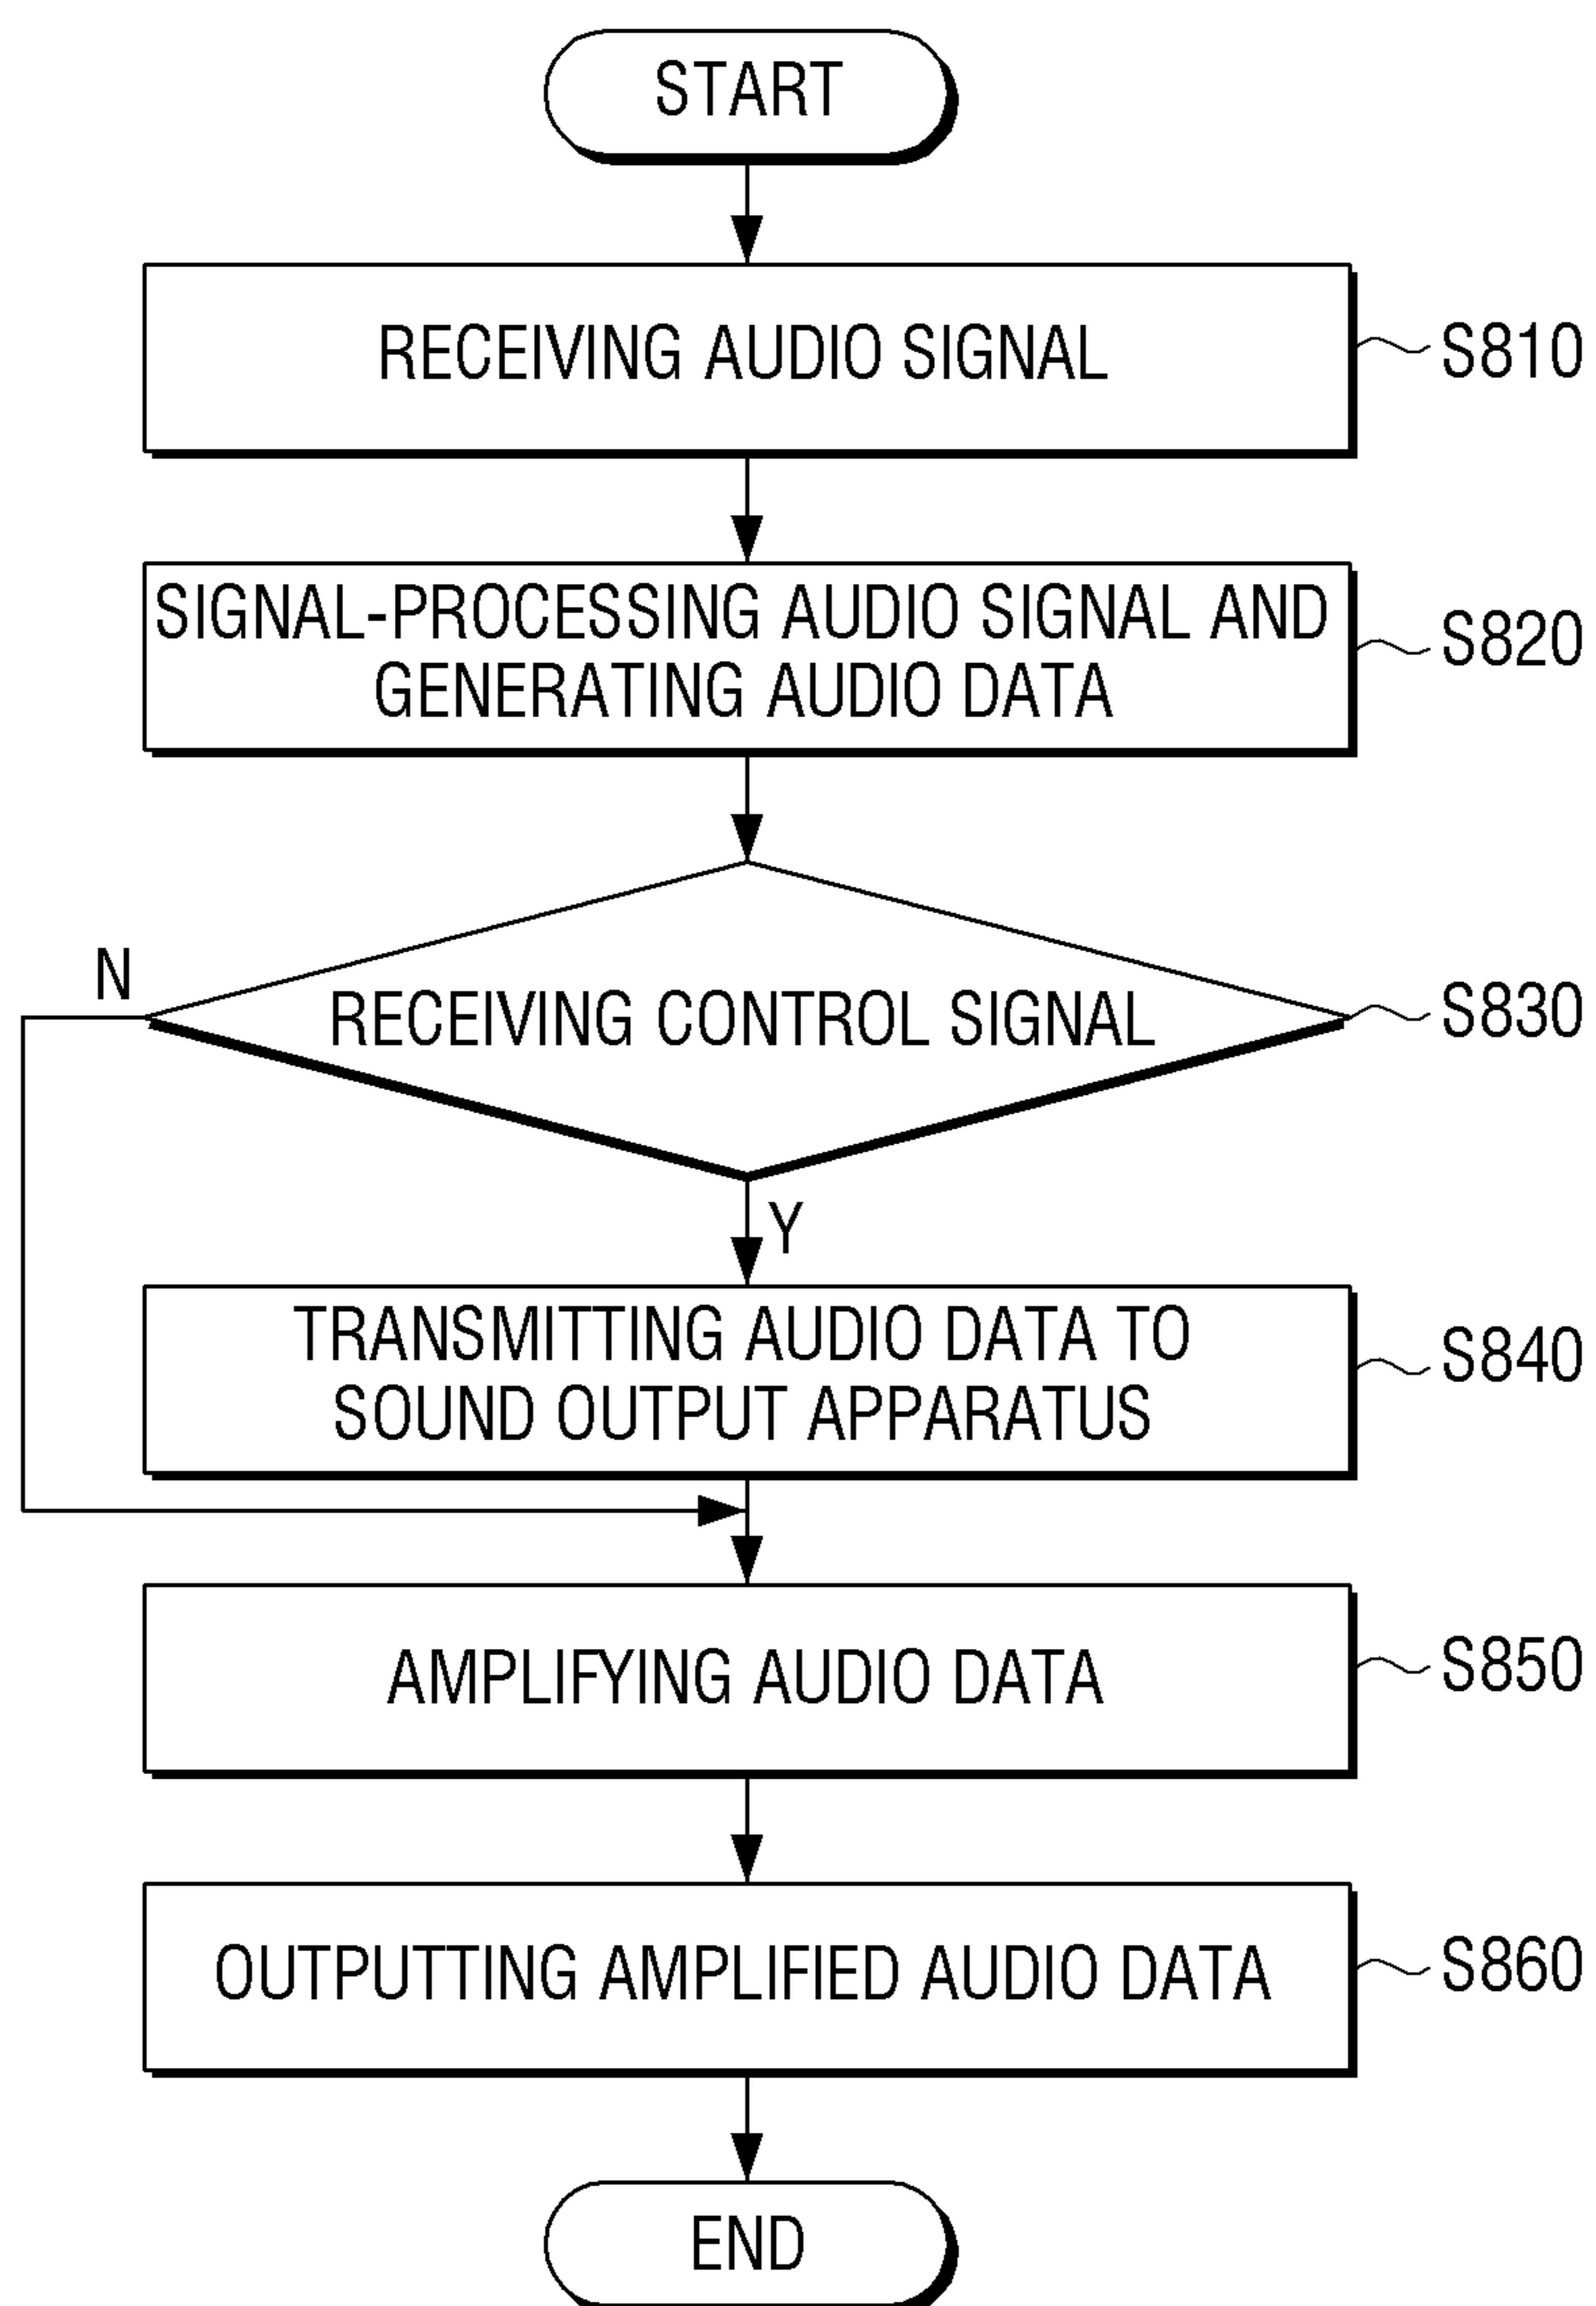 START
RECEIVING AUDIO SIGNAL
S810
SIGNAL-PROCESSING AUDIO SIGNAL AND
GENERATING AUDIO DATA
S820
N
RECEIVING CONTROL SIGNAL
S830
Y
TRANSMITTING AUDIO DATA TO
SOUND OUTPUT APPARATUS
S840
AMPLIFYING AUDIO DATA
S850
OUTPUTTING AMPLIFIED AUDIO DATA
S860
END